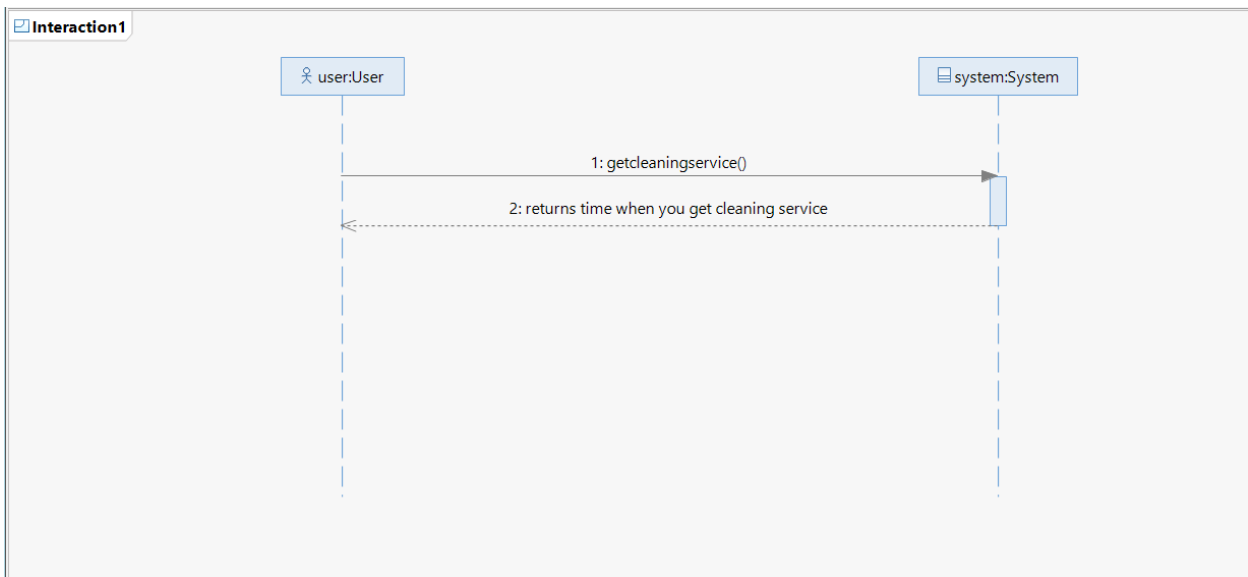 Interaction1
user:User
system:System
1: getcleaningservice()
2: returns time when you get cleaning service